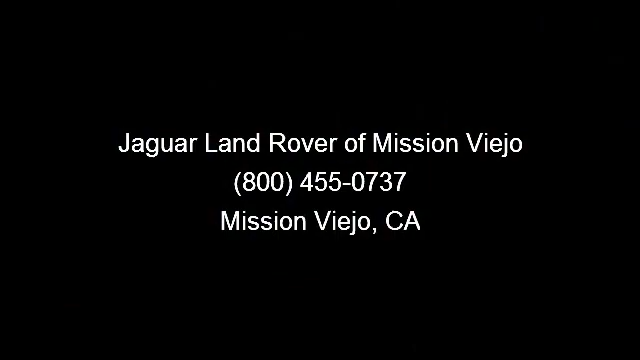 Jaguar Land Rover of Mission Viejo
(800) 455-0737
Mission Viejo, CA